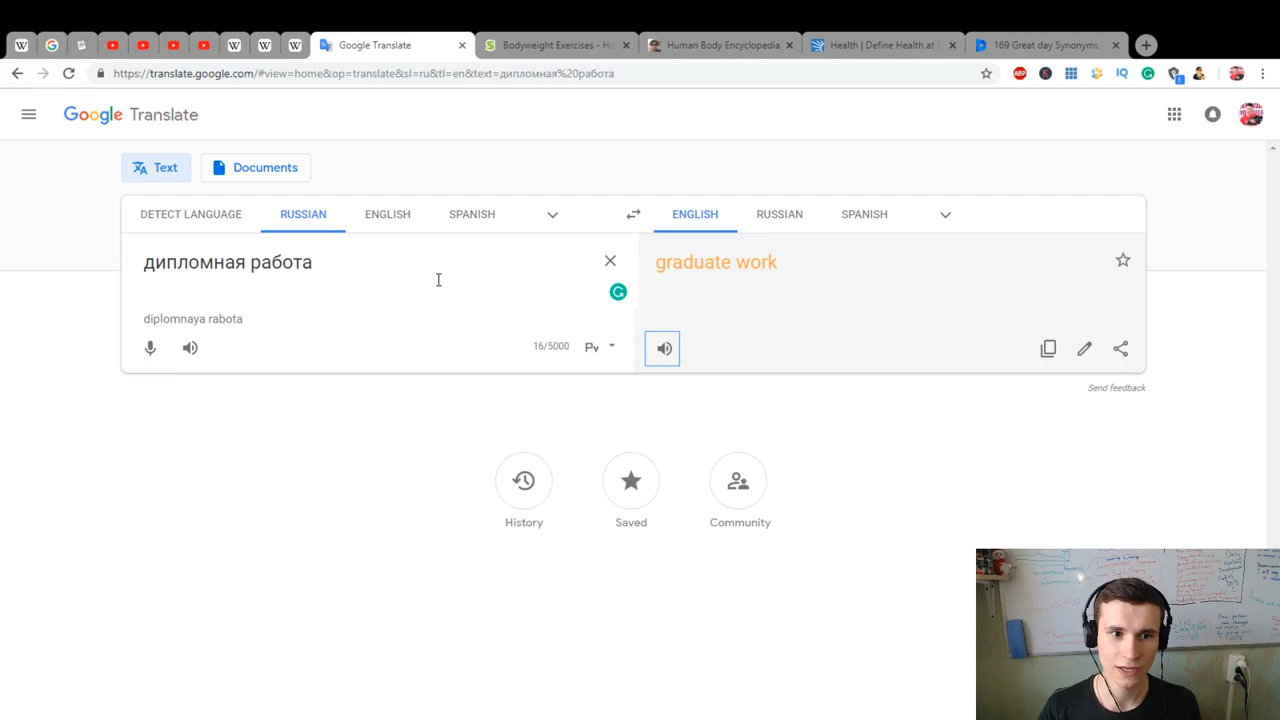 Google Translate
Bodyweight Exercises - Ho
Human Body Encyclopedia
Health | Define Health at D
169 Great day Synonyms -
https://translate.google.com/#view=home&op=translate&sl=ru&tl=en&text=дипломная%20работа
Google Translate
Text
Documents
DETECT LANGUAGE RUSSIAN ENGLISH SPANISH
ENGLISH RUSSIAN SPANISH
дипломная работа
graduate work
diplomnaya rabota
16/5000
Send feedback
History
Saved
Community